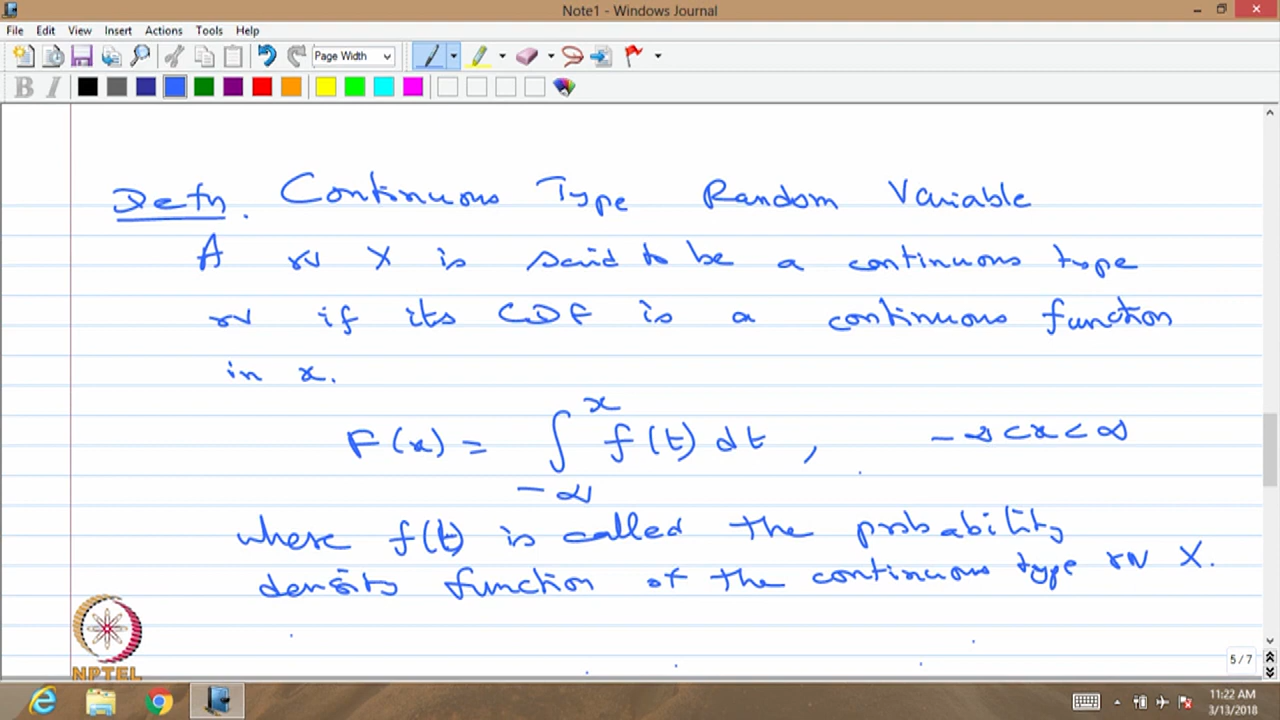 Note1 - Windows Journal
File Edit View Insert Actions Tools Help
Page Width
B I
Defn. Continuous Type Random Variable
A rv X is said to be a continuous type
rv if its CDF is a continuous function
in x.
F(x) = ∫_{-∞}^{x} f(t) dt, -∞ < x < ∞
where f(t) is called the probability
density function of the continuous type rv X.
NPTEL
5 / 7
11:22 AM
3/13/2018